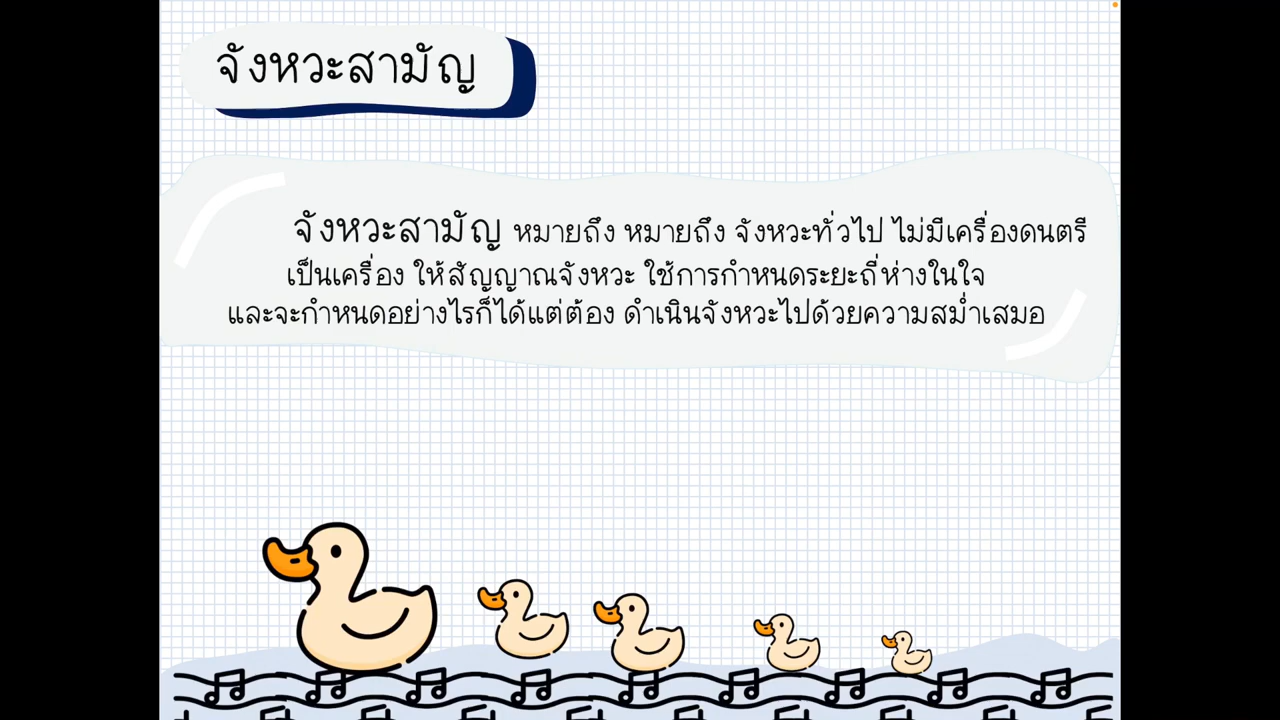 จังหวะสามัญ
จังหวะสามัญ หมายถึง หมายถึง จังหวะทั่วไป ไม่มีเครื่องดนตรี
เป็นเครื่อง ให้สัญญาณจังหวะ ใช้การกำหนดระยะถี่ห่างในใจ
และจะกำหนดอย่างไรก็ได้แต่ต้อง ดำเนินจังหวะไปด้วยความสม่ำเสมอ